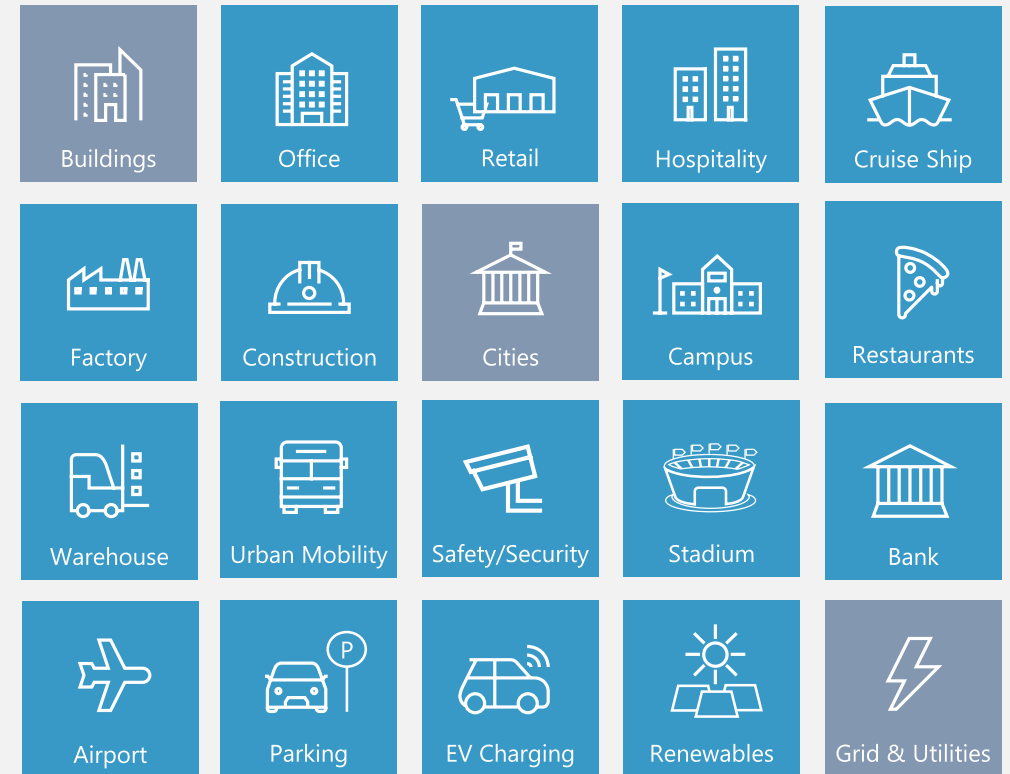 Buildings
Office
Retail
Hospitality
Cruise Ship
Factory
Construction
Cities
Campus
Restaurants
Warehouse
Urban Mobility
Safety/Security
Stadium
Bank
P
Airport
Parking
EV Charging
Renewables
Grid & Utilities